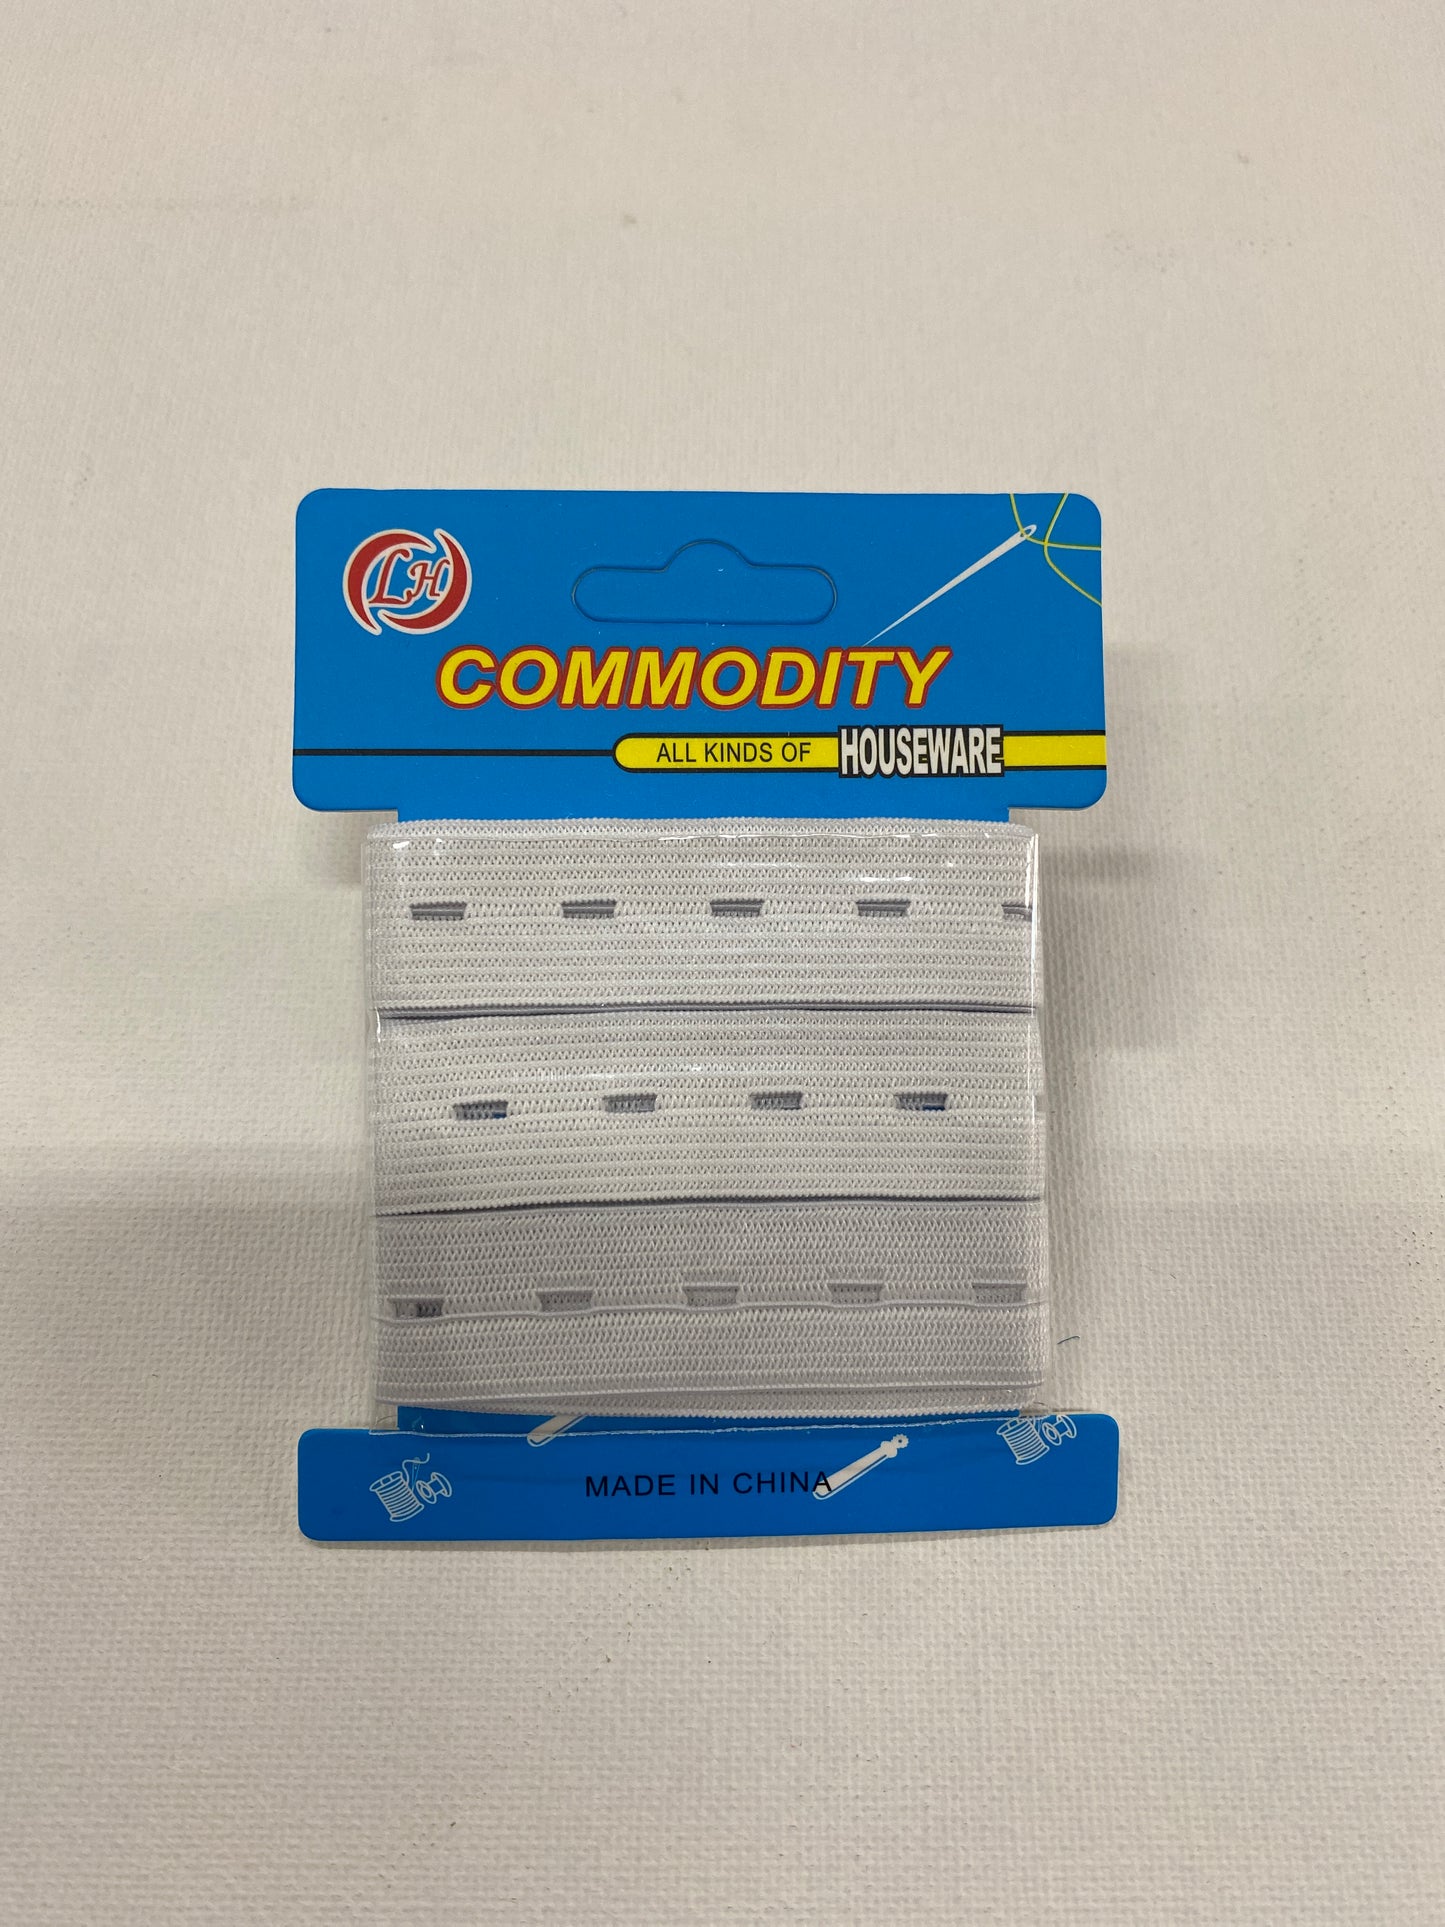 LH
COMMODITY
ALL KINDS OF HOUSEWARE
MADE IN CHINA